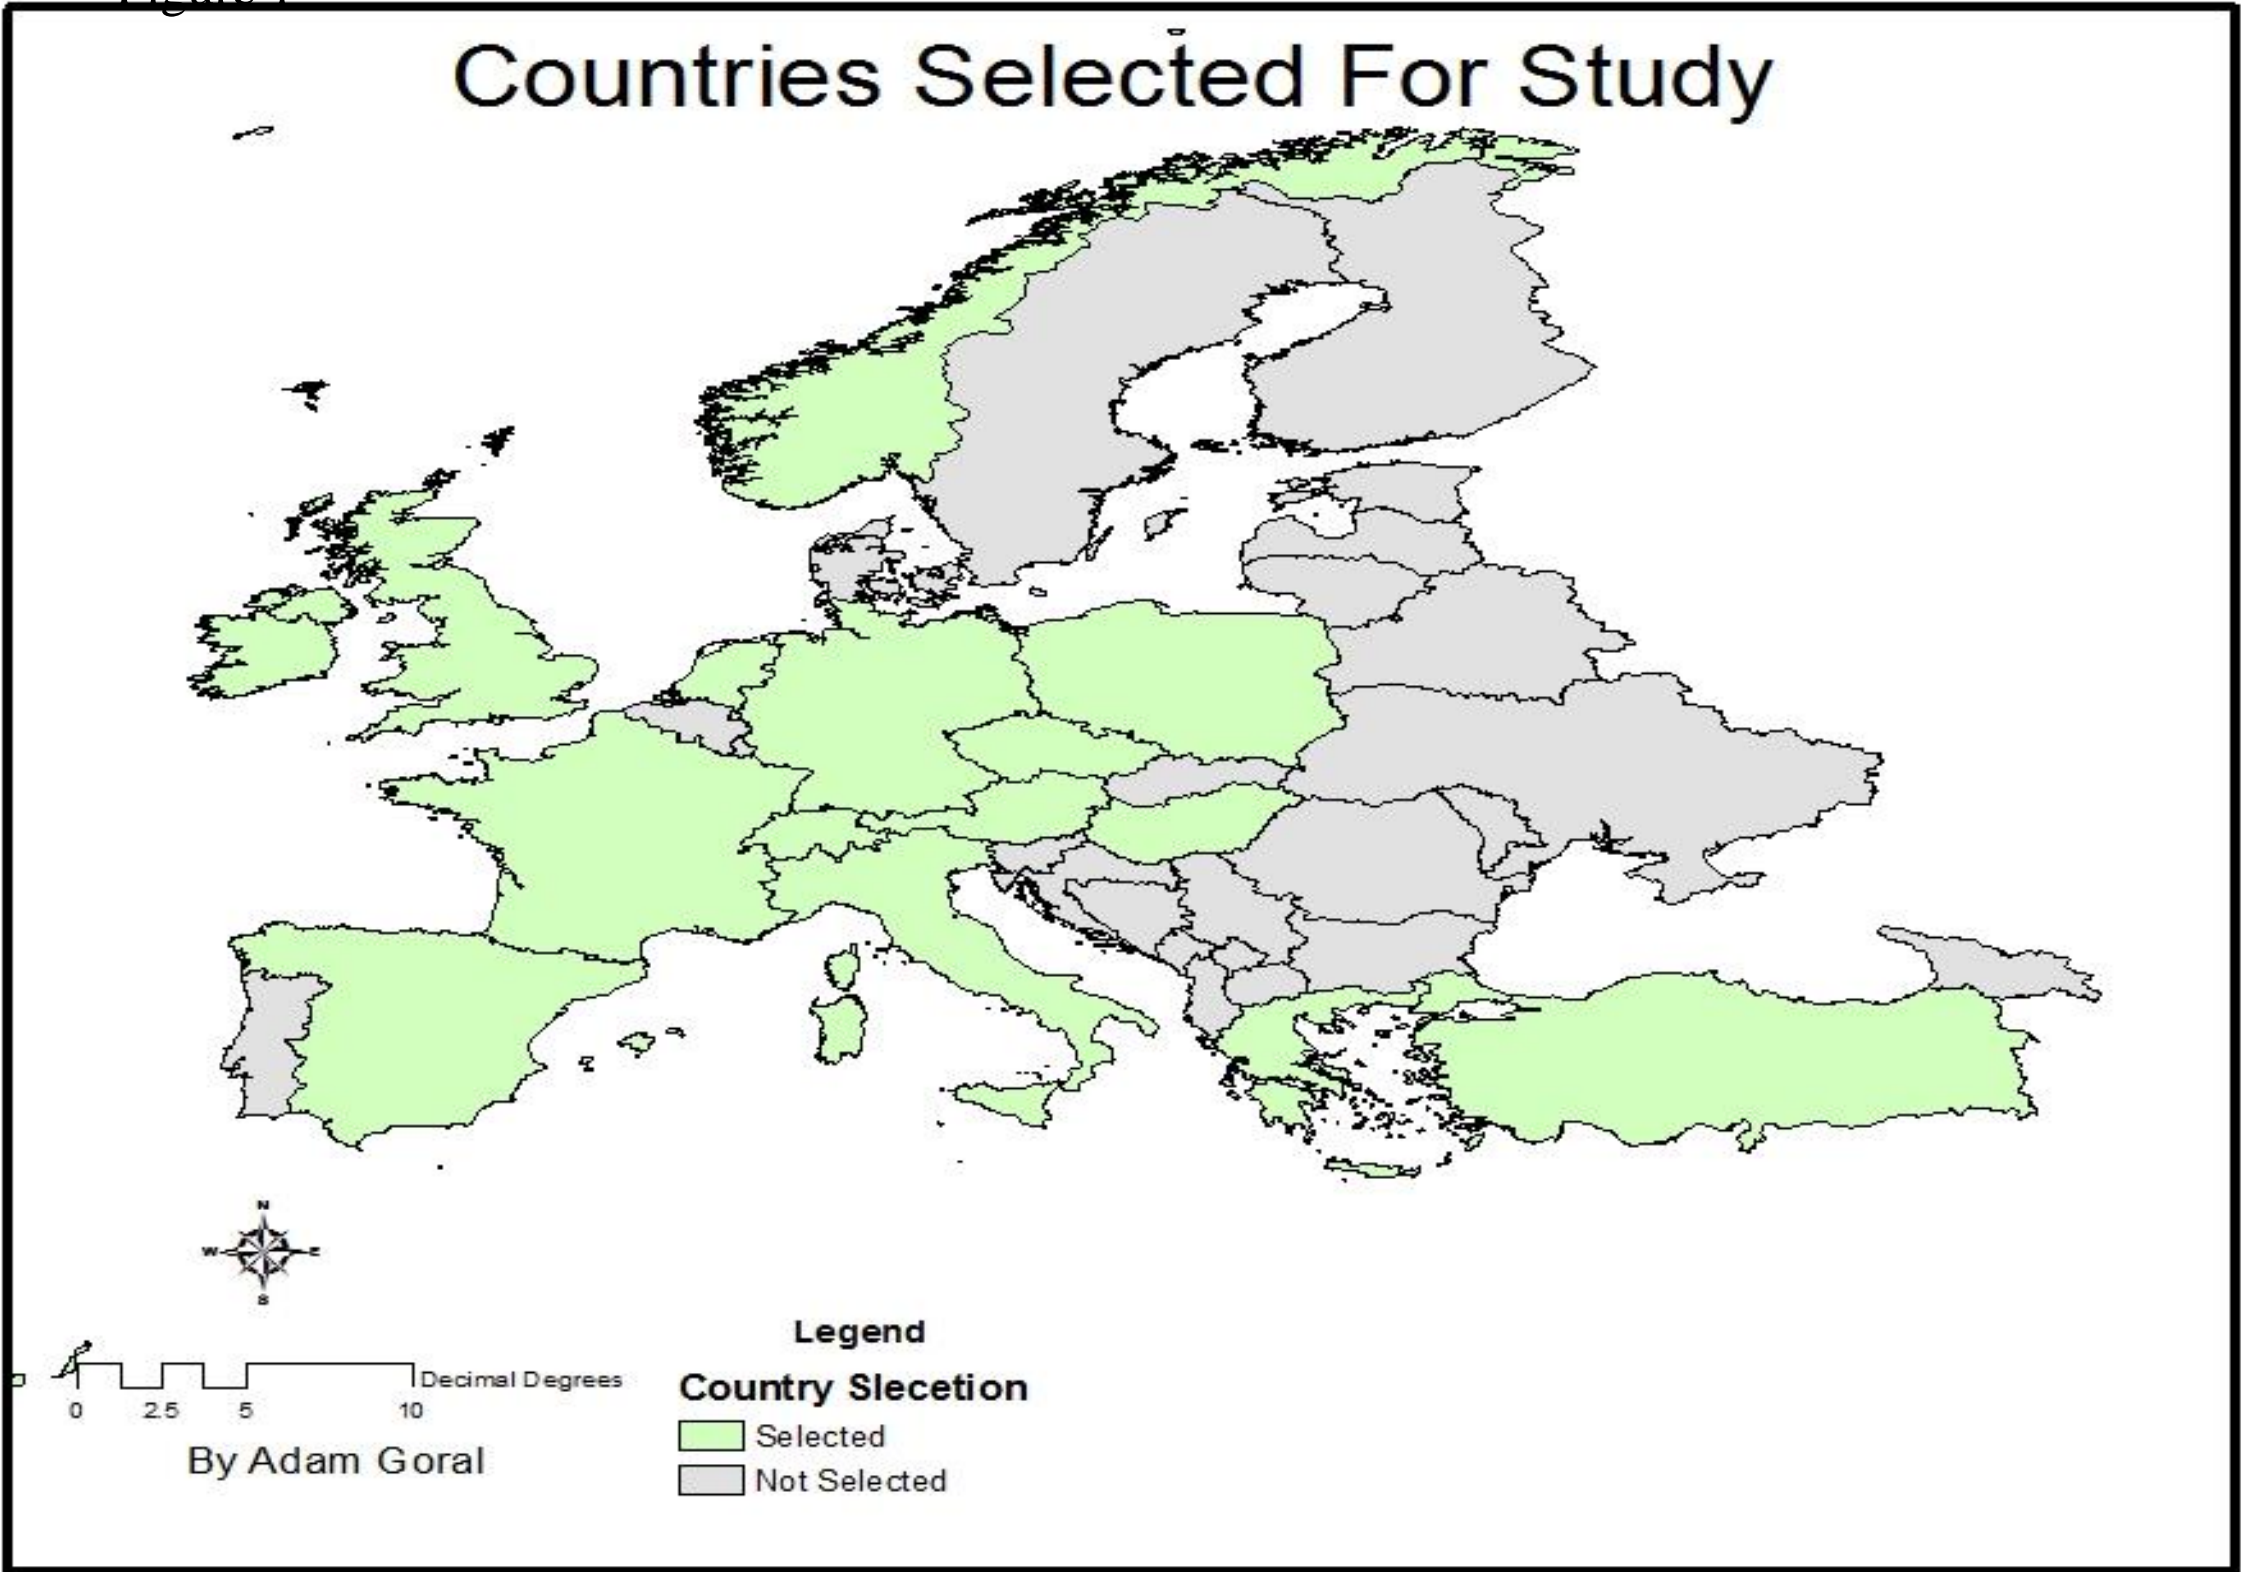 Countries Selected For Study
N
W E
S
Decimal Degrees
0 2.5 5 10
By Adam Goral
Legend
Country Slecetion
Selected
Not Selected